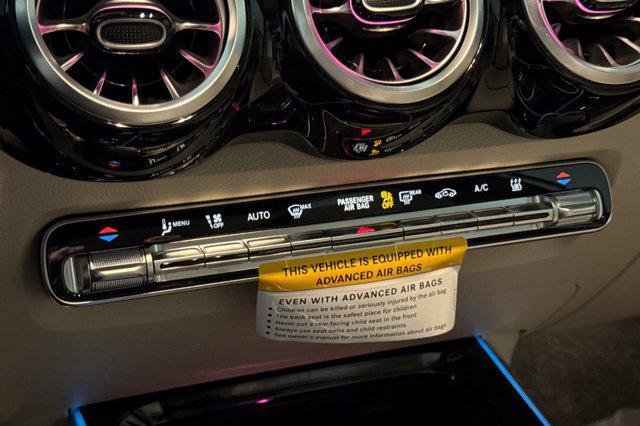 MENU
OFF
AUTO
MAX
PASSENGER
AIR BAG
OFF
REAR
A/C
THIS VEHICLE IS EQUIPPED WITH
ADVANCED AIR BAGS
EVEN WITH ADVANCED AIR BAGS
• Children can be killed or seriously injured by the air bag
• The back seat is the safest place for children
• Never put a rear-facing child seat in the front
• Always use seat belts and child restraints
• See owner's manual for more information about air bags